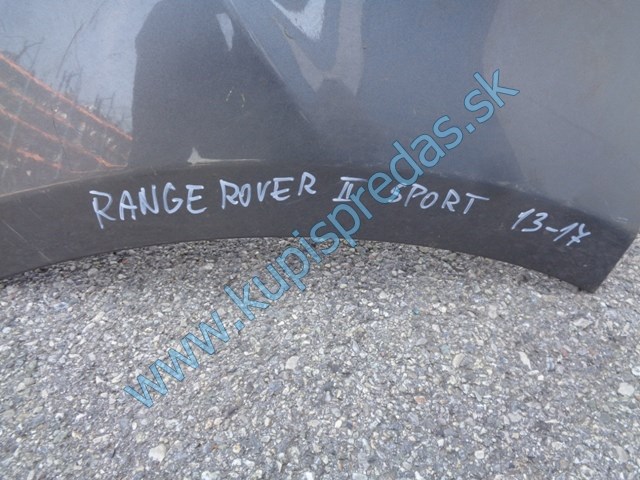 RANGE ROVER II SPORT 13-17
www.kupispredas.sk